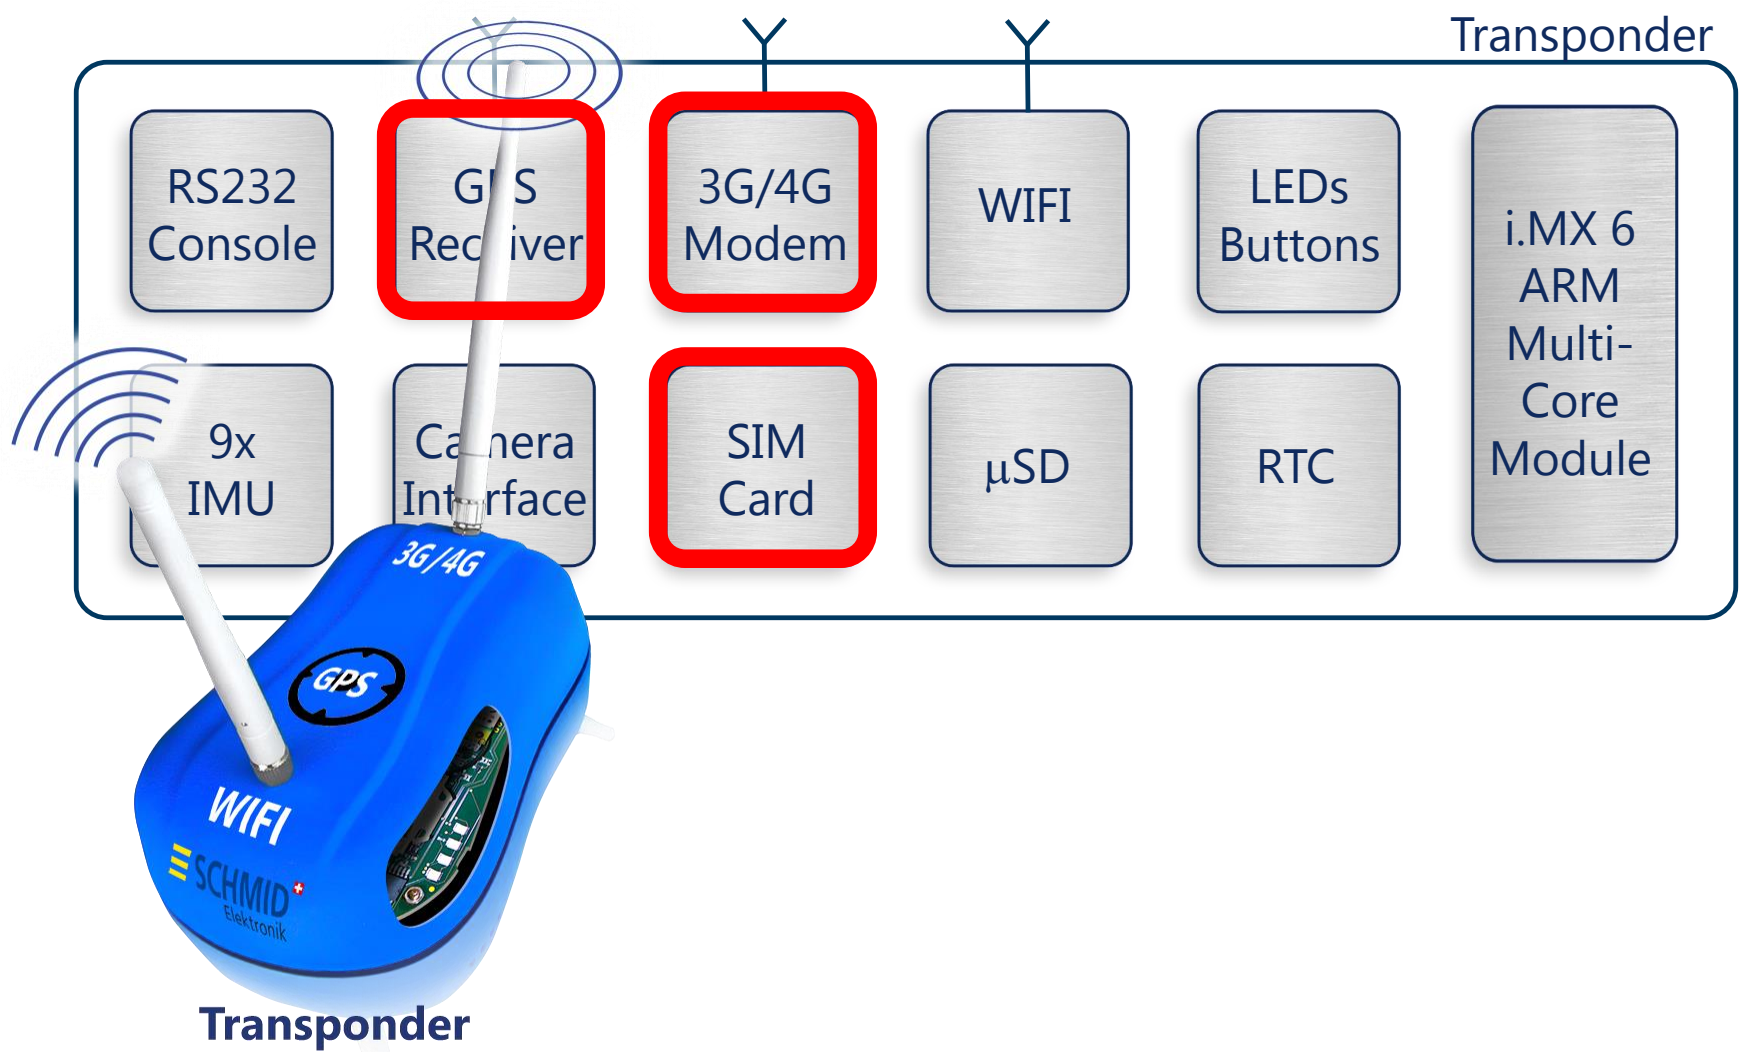 Transponder
RS232
Console
GPS
Receiver
3G/4G
Modem
WIFI
LEDs
Buttons
i.MX 6
ARM
Multi-
Core
Module
9x
IMU
Camera
Interface
SIM
Card
μSD
RTC
3G/4G
GPS
WIFI
SCHMID
Elektronik
Transponder